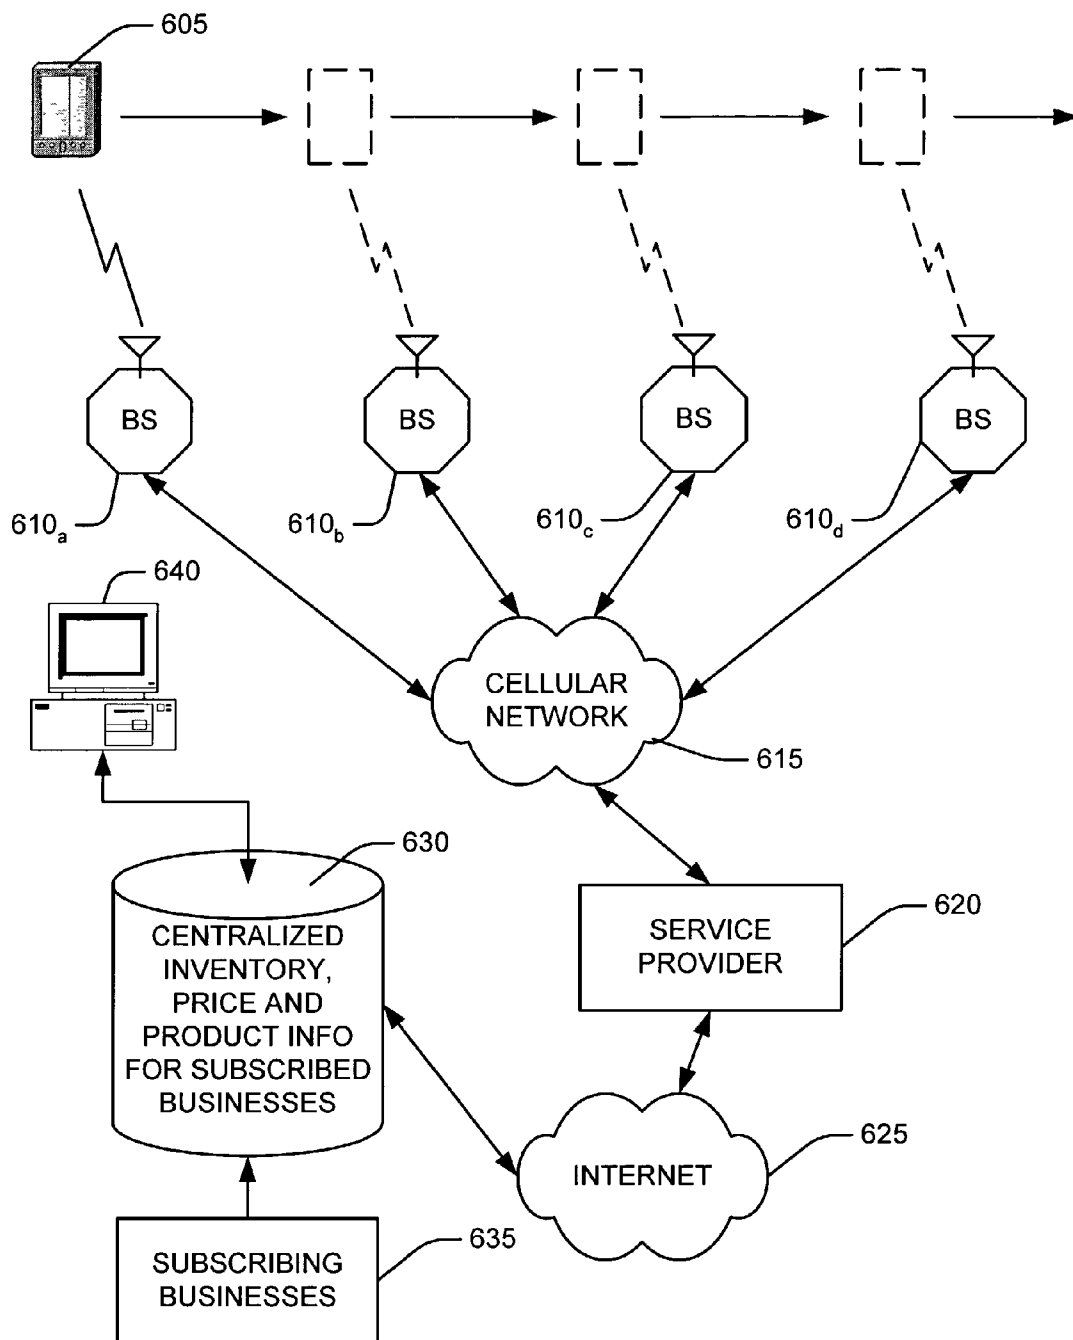 605
BS
BS
BS
BS
610a
610b
610c
610d
640
CELLULAR
NETWORK
615
630
CENTRALIZED
INVENTORY,
PRICE AND
PRODUCT INFO
FOR SUBSCRIBED
BUSINESSES
SERVICE
PROVIDER
620
INTERNET
625
SUBSCRIBING
BUSINESSES
635